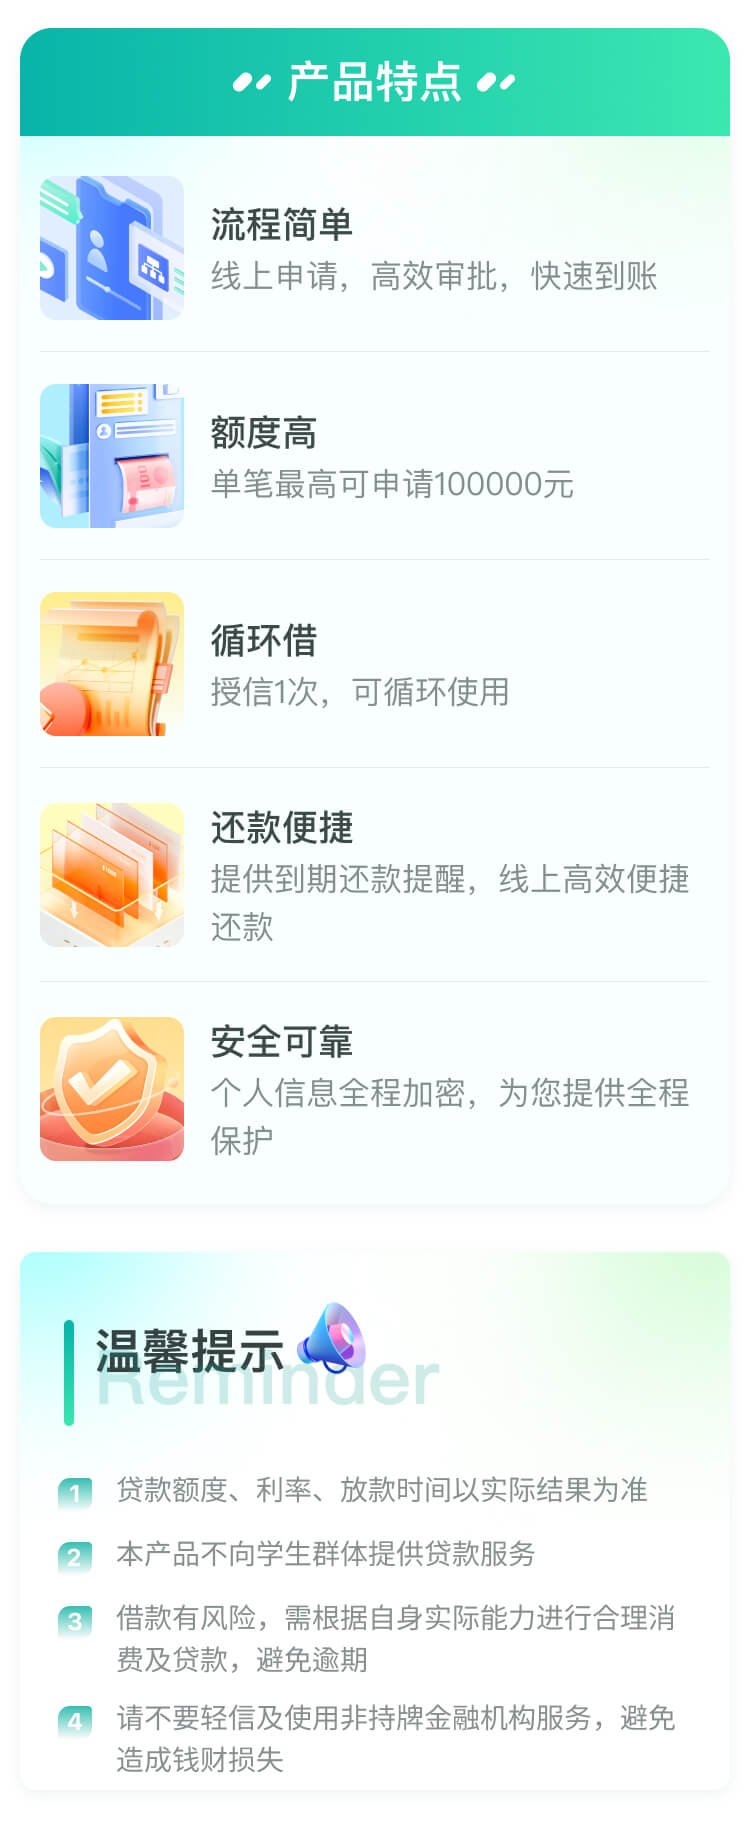 产品特点
流程简单
线上申请，高效审批，快速到账
额度高
单笔最高可申请100000元
循环借
授信1次，可循环使用
还款便捷
提供到期还款提醒，线上高效便捷
还款
安全可靠
个人信息全程加密，为您提供全程
保护
温馨提示
Reminder
1 贷款额度、利率、放款时间以实际结果为准
2 本产品不向学生群体提供贷款服务
3 借款有风险，需根据自身实际能力进行合理消
费及贷款，避免逾期
4 请不要轻信及使用非持牌金融机构服务，避免
造成钱财损失